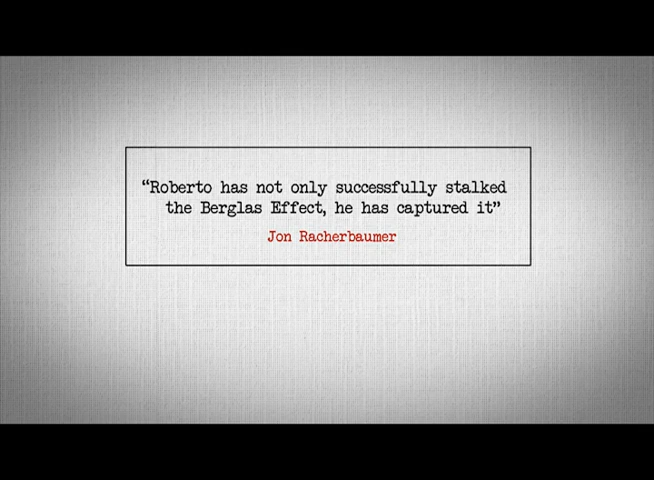 “Roberto has not only successfully stalked
the Berglas Effect, he has captured it”
Jon Racherbaumer